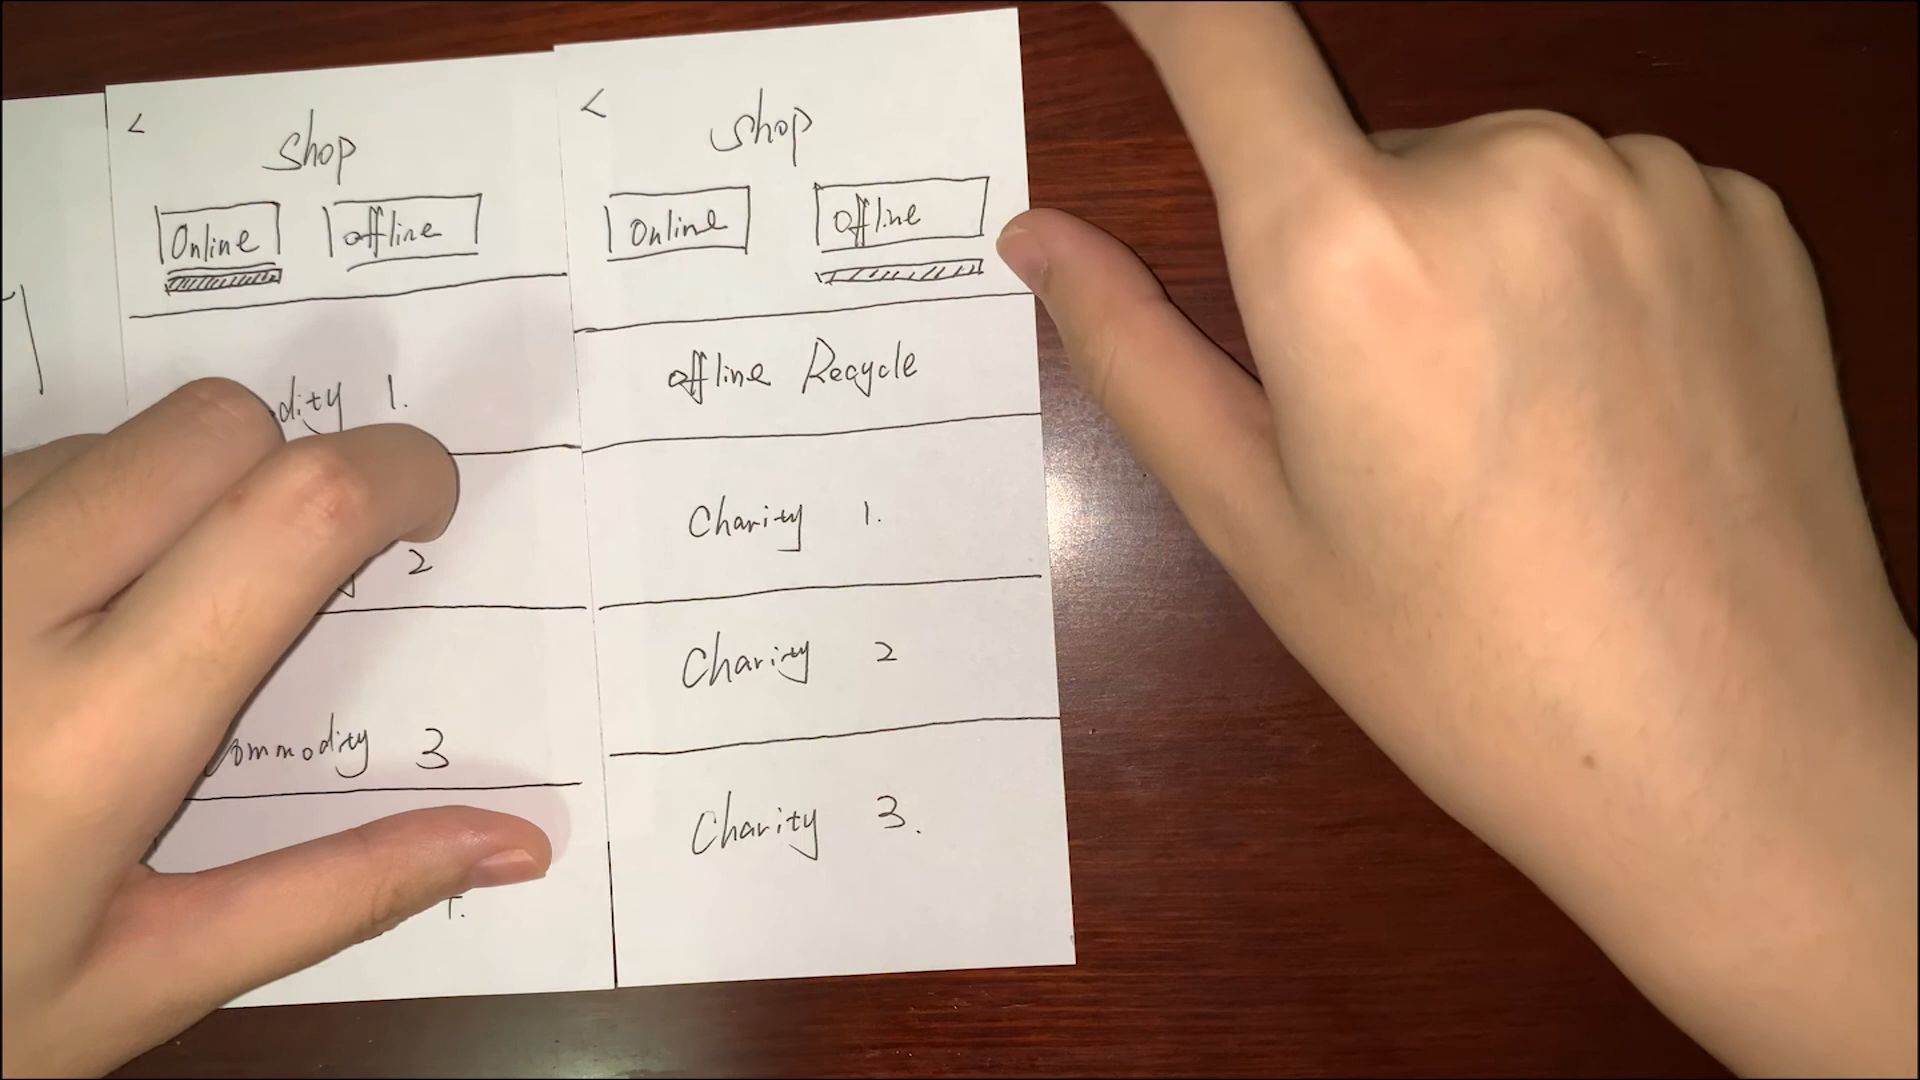 <
Shop
Online offline
dity 1.
2
ommodity 3
<
Shop
Online Offline
offline Recycle
Charity 1.
Charity 2
Charity 3.